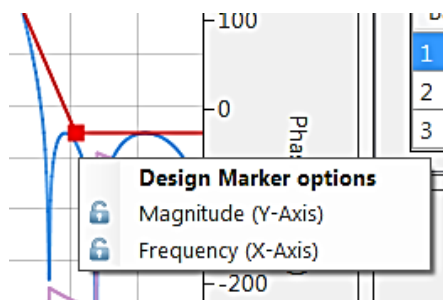 100
0
Phas
1
2
3
Design Marker options
Magnitude (Y-Axis)
Frequency (X-Axis)
-200